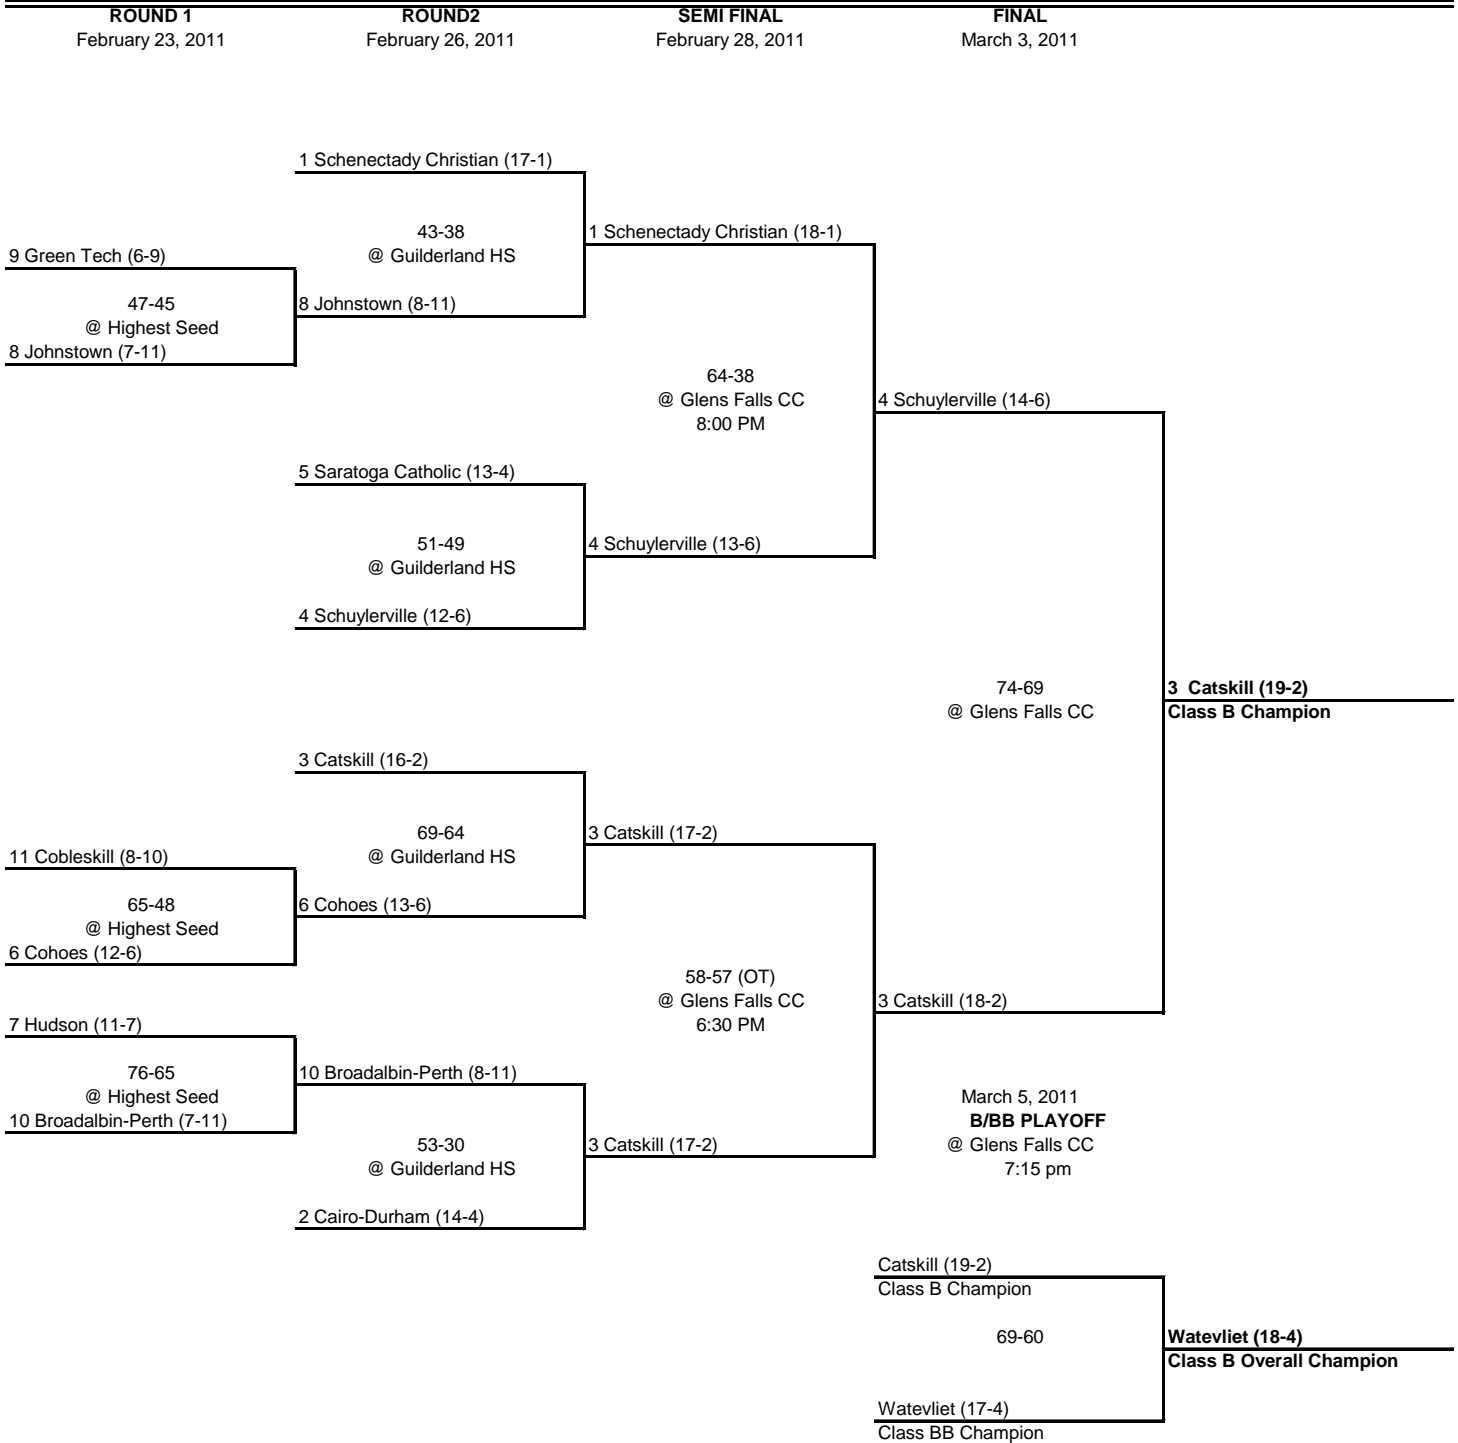 ROUND 1 ROUND2 SEMI FINAL FINAL
February 23, 2011 February 26, 2011 February 28, 2011 March 3, 2011
1 Schenectady Christian (17-1)
43-38 1 Schenectady Christian (18-1)
9 Green Tech (6-9) @ Guilderland HS
47-45 8 Johnstown (8-11)
@ Highest Seed
8 Johnstown (7-11)
64-38
@ Glens Falls CC 4 Schuylerville (14-6)
8:00 PM
5 Saratoga Catholic (13-4)
51-49 4 Schuylerville (13-6)
@ Guilderland HS
4 Schuylerville (12-6)
74-69 3 Catskill (19-2)
@ Glens Falls CC Class B Champion
3 Catskill (16-2)
69-64 3 Catskill (17-2)
11 Cobleskill (8-10) @ Guilderland HS
65-48 6 Cohoes (13-6)
@ Highest Seed
6 Cohoes (12-6)
58-57 (OT)
@ Glens Falls CC 3 Catskill (18-2)
7 Hudson (11-7) 6:30 PM
76-65 10 Broadalbin-Perth (8-11)
@ Highest Seed March 5, 2011
10 Broadalbin-Perth (7-11) B/BB PLAYOFF
53-30 3 Catskill (17-2) @ Glens Falls CC
@ Guilderland HS 7:15 pm
2 Cairo-Durham (14-4)
Catskill (19-2)
Class B Champion
69-60 Watevliet (18-4)
Class B Overall Champion
Watevliet (17-4)
Class BB Champion